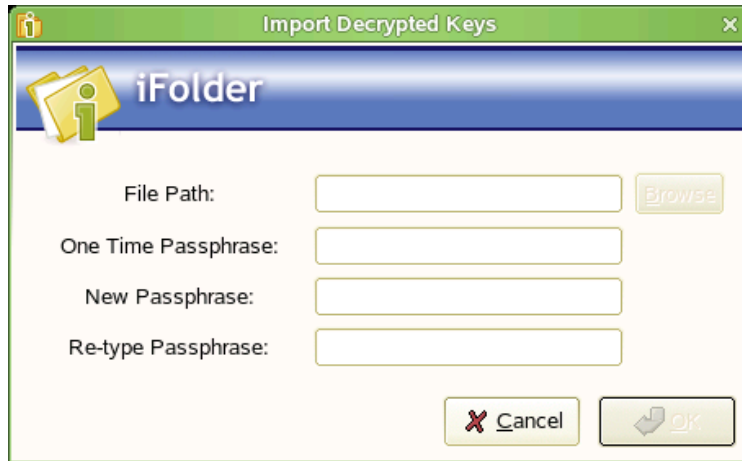 Import Decrypted Keys
iFolder
File Path:
Browse
One Time Passphrase:
New Passphrase:
Re-type Passphrase:
Cancel
OK